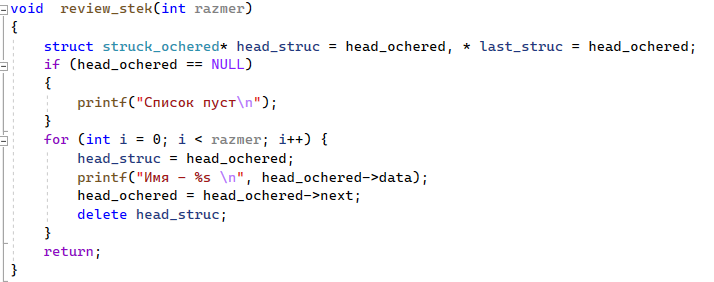 void  review_stek(int razmer)
{
    struct struck_ochered* head_struc = head_ochered, * last_struc = head_ochered;
    if (head_ochered == NULL)
    {
        printf("Список пуст\n");
    }
    for (int i = 0; i < razmer; i++) {
        head_struc = head_ochered;
        printf("Имя - %s \n", head_ochered->data);
        head_ochered = head_ochered->next;
        delete head_struc;
    }
    return;
}